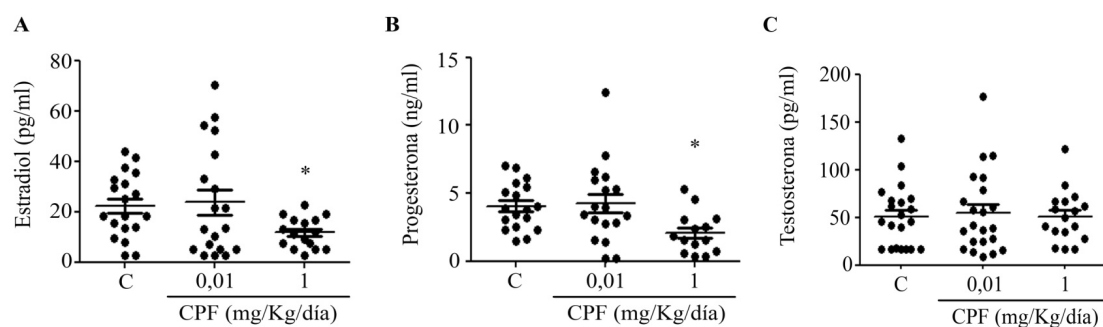 A
Estradiol (pg/ml)
80
60
40
20
0
*
C
0,01
1
CPF (mg/Kg/día)
B
Progesterona (ng/ml)
15
10
5
0
*
C
0,01
1
CPF (mg/Kg/día)
C
Testosterona (pg/ml)
200
150
100
50
0
C
0,01
1
CPF (mg/Kg/día)